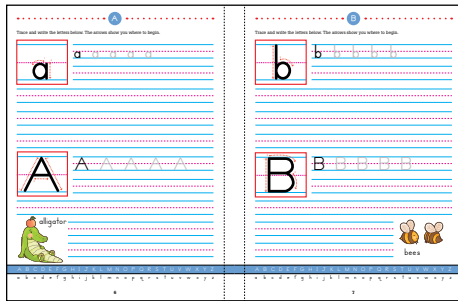 A
Trace and write the letters below. The arrows show you where to begin.
a a a a a a
A A A A A A
alligator
A B C D E F G H I J K L M N O P Q R S T U V W X Y Z
a b c d e f g h i j k l m n o p q r s t u v w x y z
6
B
Trace and write the letters below. The arrows show you where to begin.
b b b b b b
B B B B B B
bees
A B C D E F G H I J K L M N O P Q R S T U V W X Y Z
a b c d e f g h i j k l m n o p q r s t u v w x y z
7